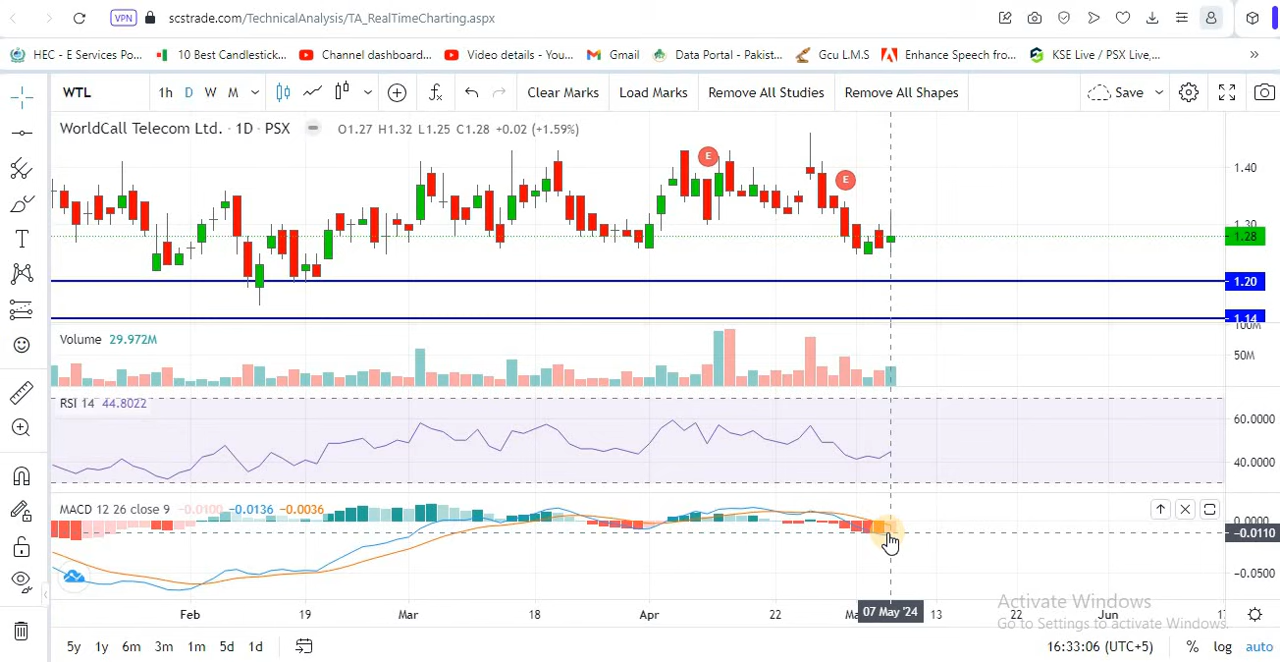 VPN scstrade.com/TechnicalAnalysis/TA_RealTimeCharting.aspx
HEC - E Services Po... 10 Best Candlestick... Channel dashboard... Video details - You... Gmail Data Portal - Pakist... Gcu L.M.S Enhance Speech fro... KSE Live / PSX Live,... »
WTL 1h D W M Clear Marks Load Marks Remove All Studies Remove All Shapes Save
WorldCall Telecom Ltd. · 1D · PSX O1.27 H1.32 L1.25 C1.28 +0.02 (+1.59%)
E
E
1.40
1.30
1.28
1.20
1.14
Volume 29.972M
100M
50M
RSI 14 44.8022
60.0000
40.0000
MACD 12 26 close 9 −0.0100 −0.0136 −0.0036
0.0000
−0.0110
−0.0500
Feb 19 Mar 18 Apr 22 Ma 07 May '24 13 22 Jun 1
Activate Windows
Go to Settings to activate Windows.
5y 1y 6m 3m 1m 5d 1d 16:33:06 (UTC+5) % log auto